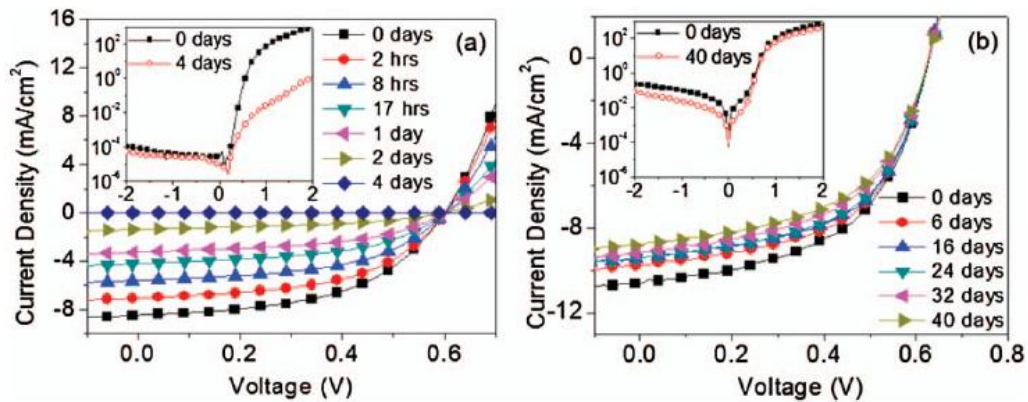 16
12
8
4
0
-4
-8
Current Density (mA/cm²)
0.0
0.2
0.4
0.6
Voltage (V)
(a)
0 days
2 hrs
8 hrs
17 hrs
1 day
2 days
4 days
10²
10⁰
10⁻²
10⁻⁴
10⁻⁶
-2
-1
0
1
2
0 days
4 days
0
-4
-8
-11
-13
Current Density (mA/cm²)
0.0
0.2
0.4
0.6
0.8
Voltage (V)
(b)
0 days
6 days
16 days
24 days
32 days
40 days
10²
10⁰
10⁻²
10⁻⁴
10⁻⁶
-2
-1
0
1
2
0 days
40 days